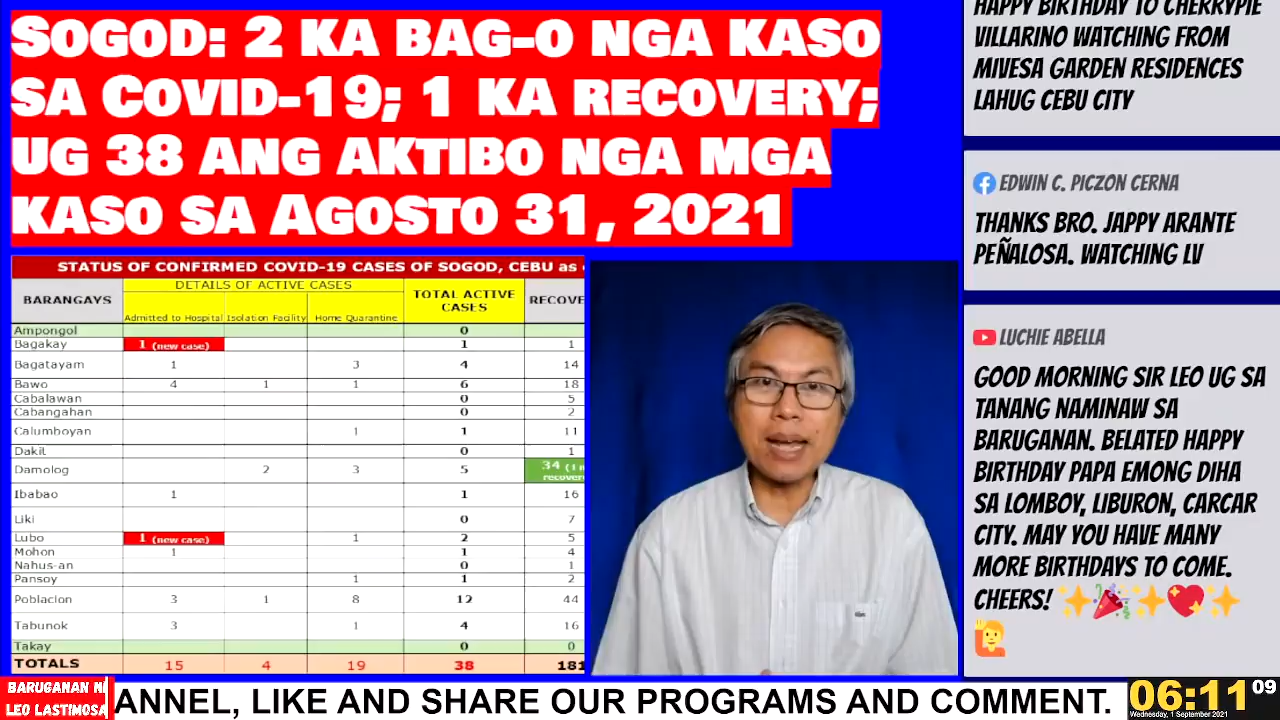 SOGOD: 2 KA BAG-O NGA KASO
SA COVID-19; 1 KA RECOVERY;
UG 38 ANG AKTIBO NGA MGA
KASO SA AGOSTO 31, 2021
STATUS OF CONFIRMED COVID-19 CASES OF SOGOD, CEBU as
BARANGAYS DETAILS OF ACTIVE CASES TOTAL ACTIVE CASES RECOVE
Admitted to Hospital Isolation Facility Home Quarantine
Ampongol 0
Bagakay 1 (new case) 1 1
Bagatayam 1 3 4 14
Bawo 4 1 1 6 18
Cabalawan 0 5
Cabangahan 0 2
Calumboyan 1 1 11
Dakit 0 1
Damolog 2 3 5 34
Ibabao 1 1 16
Liki 0 7
Lubo 1 (new case) 1 2 5
Mohon 1 1 4
Nahus-an 0 1
Pansoy 1 1 2
Poblacion 3 1 8 12 44
Tabunok 3 1 4 16
Takay 0 0
TOTALS 15 4 19 38 181
HAPPY BIRTHDAY TO CHERRYPIE
VILLARINO WATCHING FROM
MIVESA GARDEN RESIDENCES
LAHUG CEBU CITY
EDWIN C. PICZON CERNA
THANKS BRO. JAPPY ARANTE
PEÑALOSA. WATCHING LV
LUCHIE ABELLA
GOOD MORNING SIR LEO UG SA
TANANG NAMINAW SA
BARUGANAN. BELATED HAPPY
BIRTHDAY PAPA EMONG DIHA
SA LOMBOY, LIBURON, CARCAR
CITY. MAY YOU HAVE MANY
MORE BIRTHDAYS TO COME.
CHEERS! ✨🎉✨💖✨
🙋
BARUGANAN NI
LEO LASTIMOSA
ANNEL, LIKE AND SHARE OUR PROGRAMS AND COMMENT.
06:11 09
Wednesday, 1 September 2021